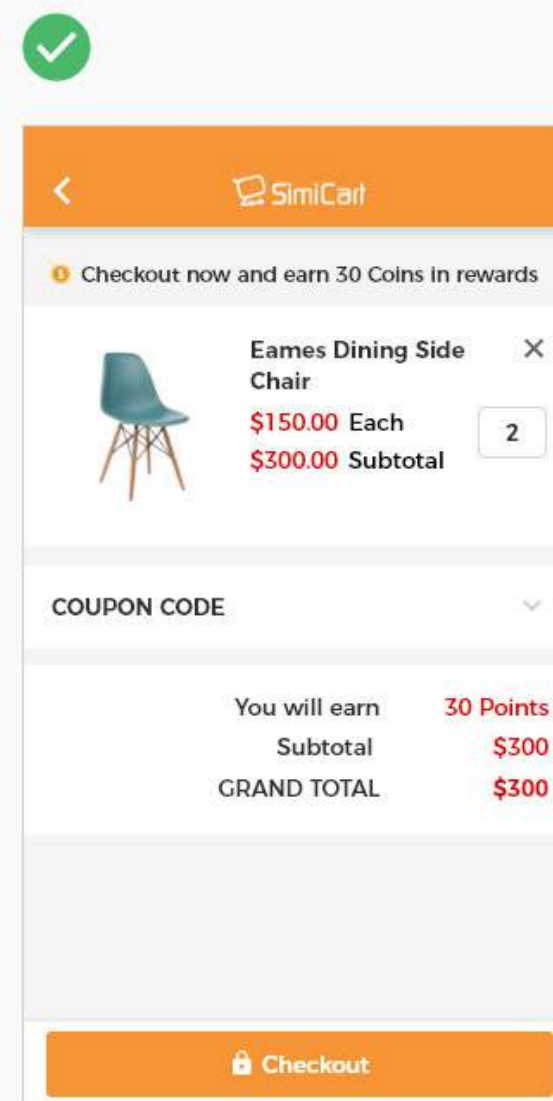 SimiCart
Checkout now and earn 30 Coins in rewards
Eames Dining Side
Chair
$150.00 Each
2
$300.00 Subtotal
COUPON CODE
You will earn 30 Points
Subtotal $300
GRAND TOTAL $300
Checkout